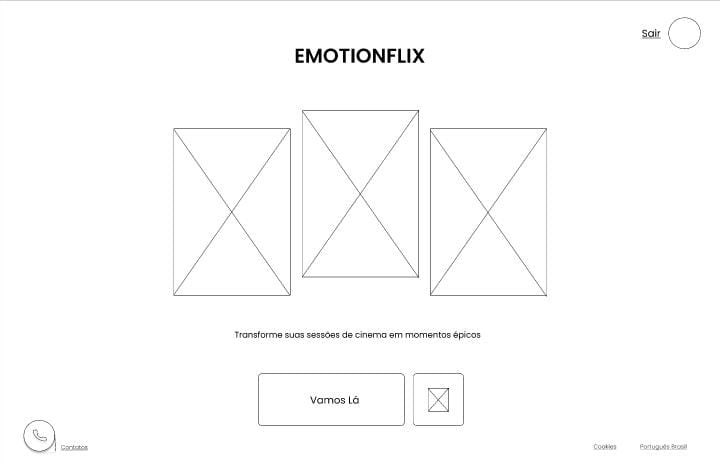 Sair
EMOTIONFLIX
Transforme suas sessões de cinema em momentos épicos
Vamos Lá
Contatos
Cookies
Português Brasil